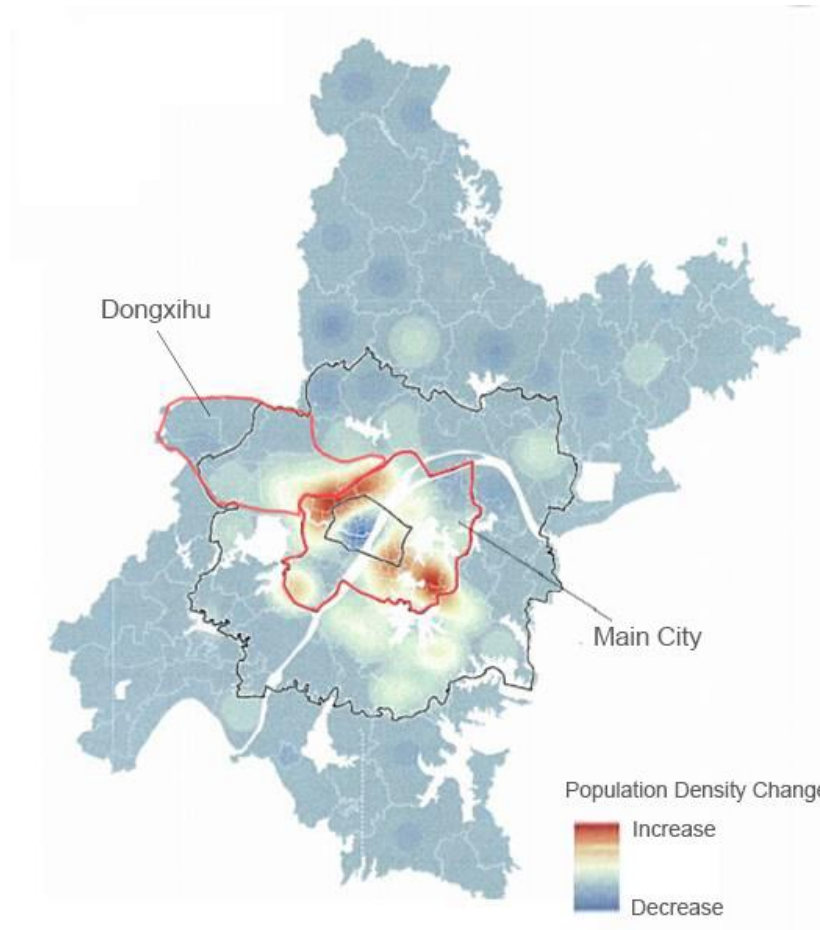 Dongxihu
Main City
Population Density Change
Increase
Decrease